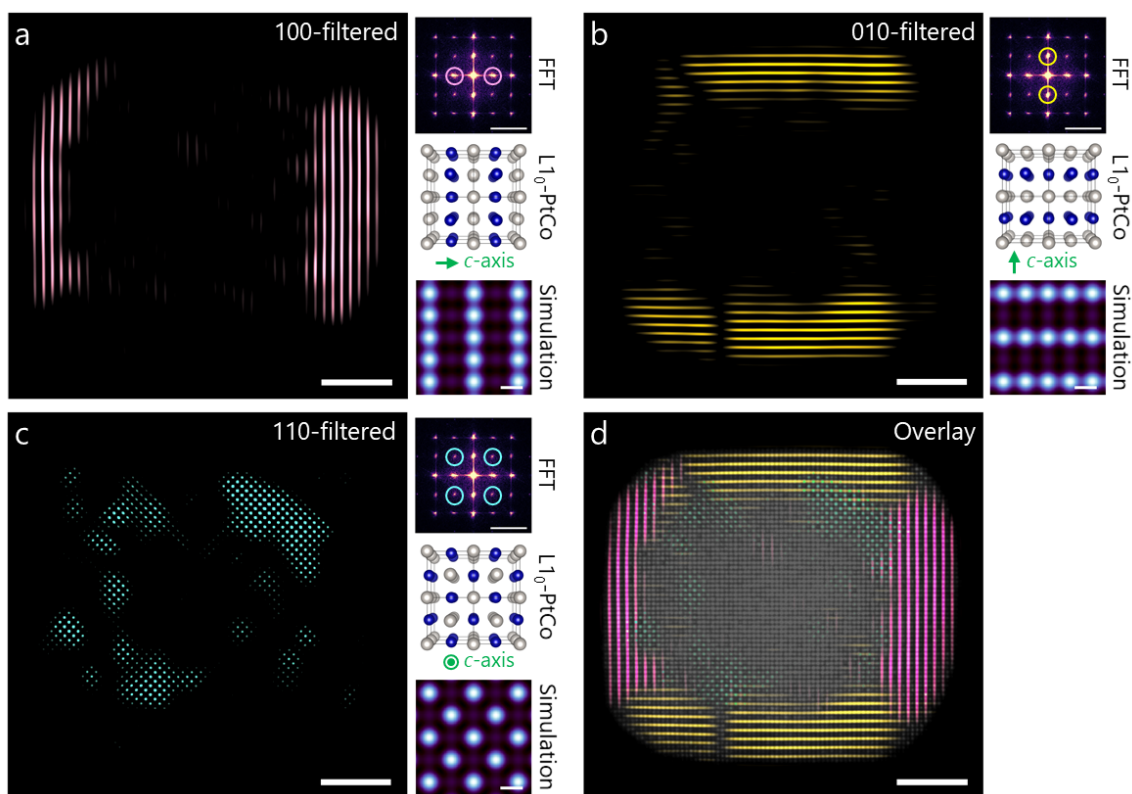 a
100-filtered
FFT
L1₀-PtCo
c-axis
Simulation
b
010-filtered
FFT
L1₀-PtCo
c-axis
Simulation
c
110-filtered
FFT
L1₀-PtCo
c-axis
Simulation
d
Overlay